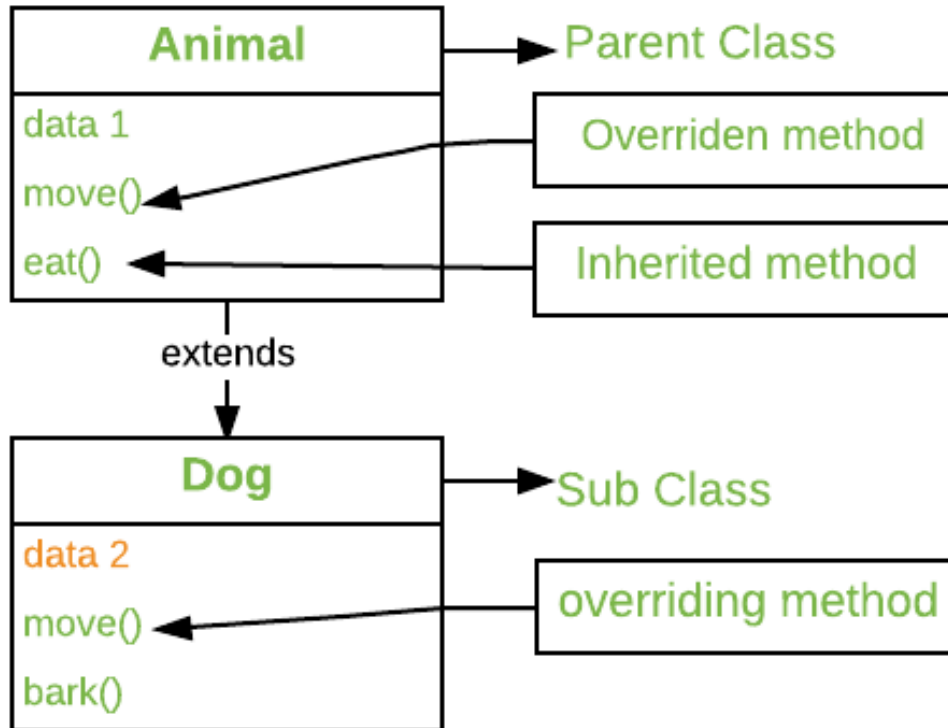 Animal
Parent Class
data 1
Overriden method
move()
eat()
Inherited method
extends
Dog
Sub Class
data 2
overriding method
move()
bark()